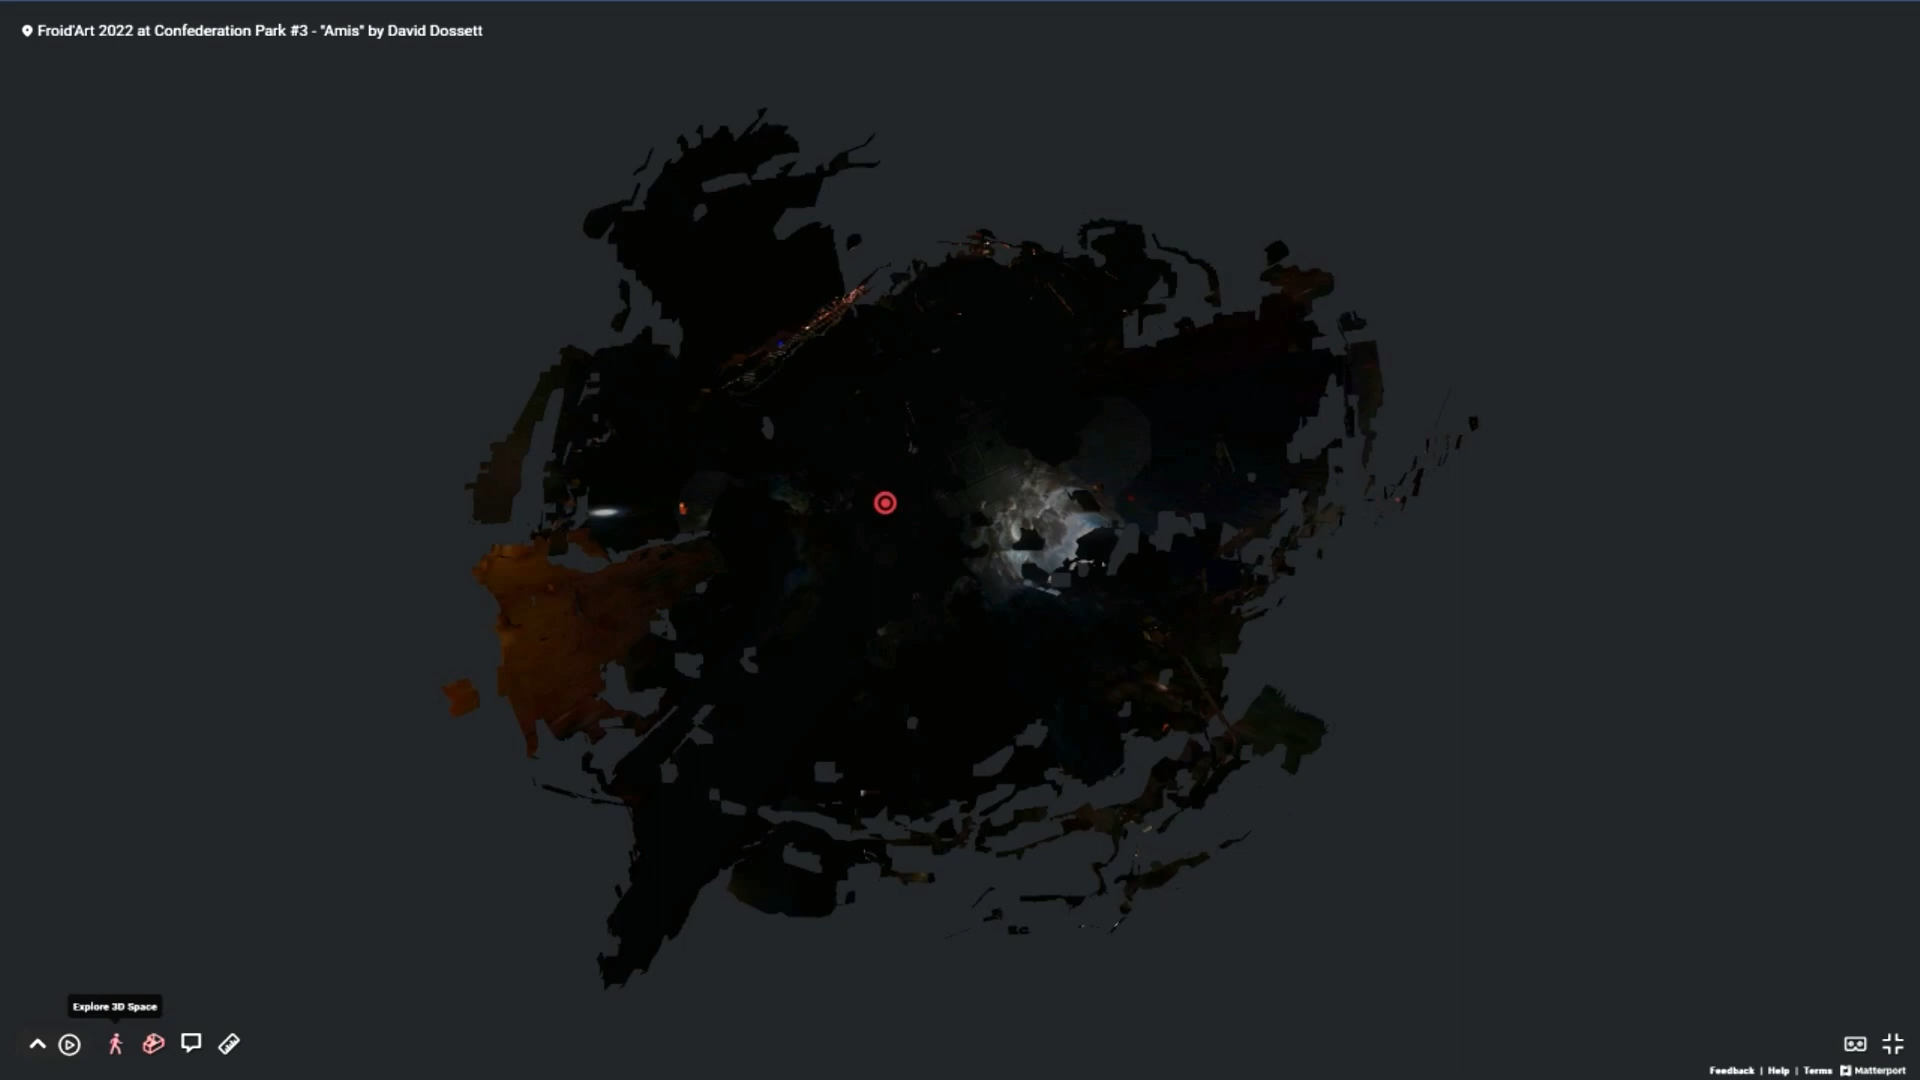 Froid'Art 2022 at Confederation Park #3 - "Amis" by David Dossett
Explore 3D Space
Feedback | Help | Terms Matterport